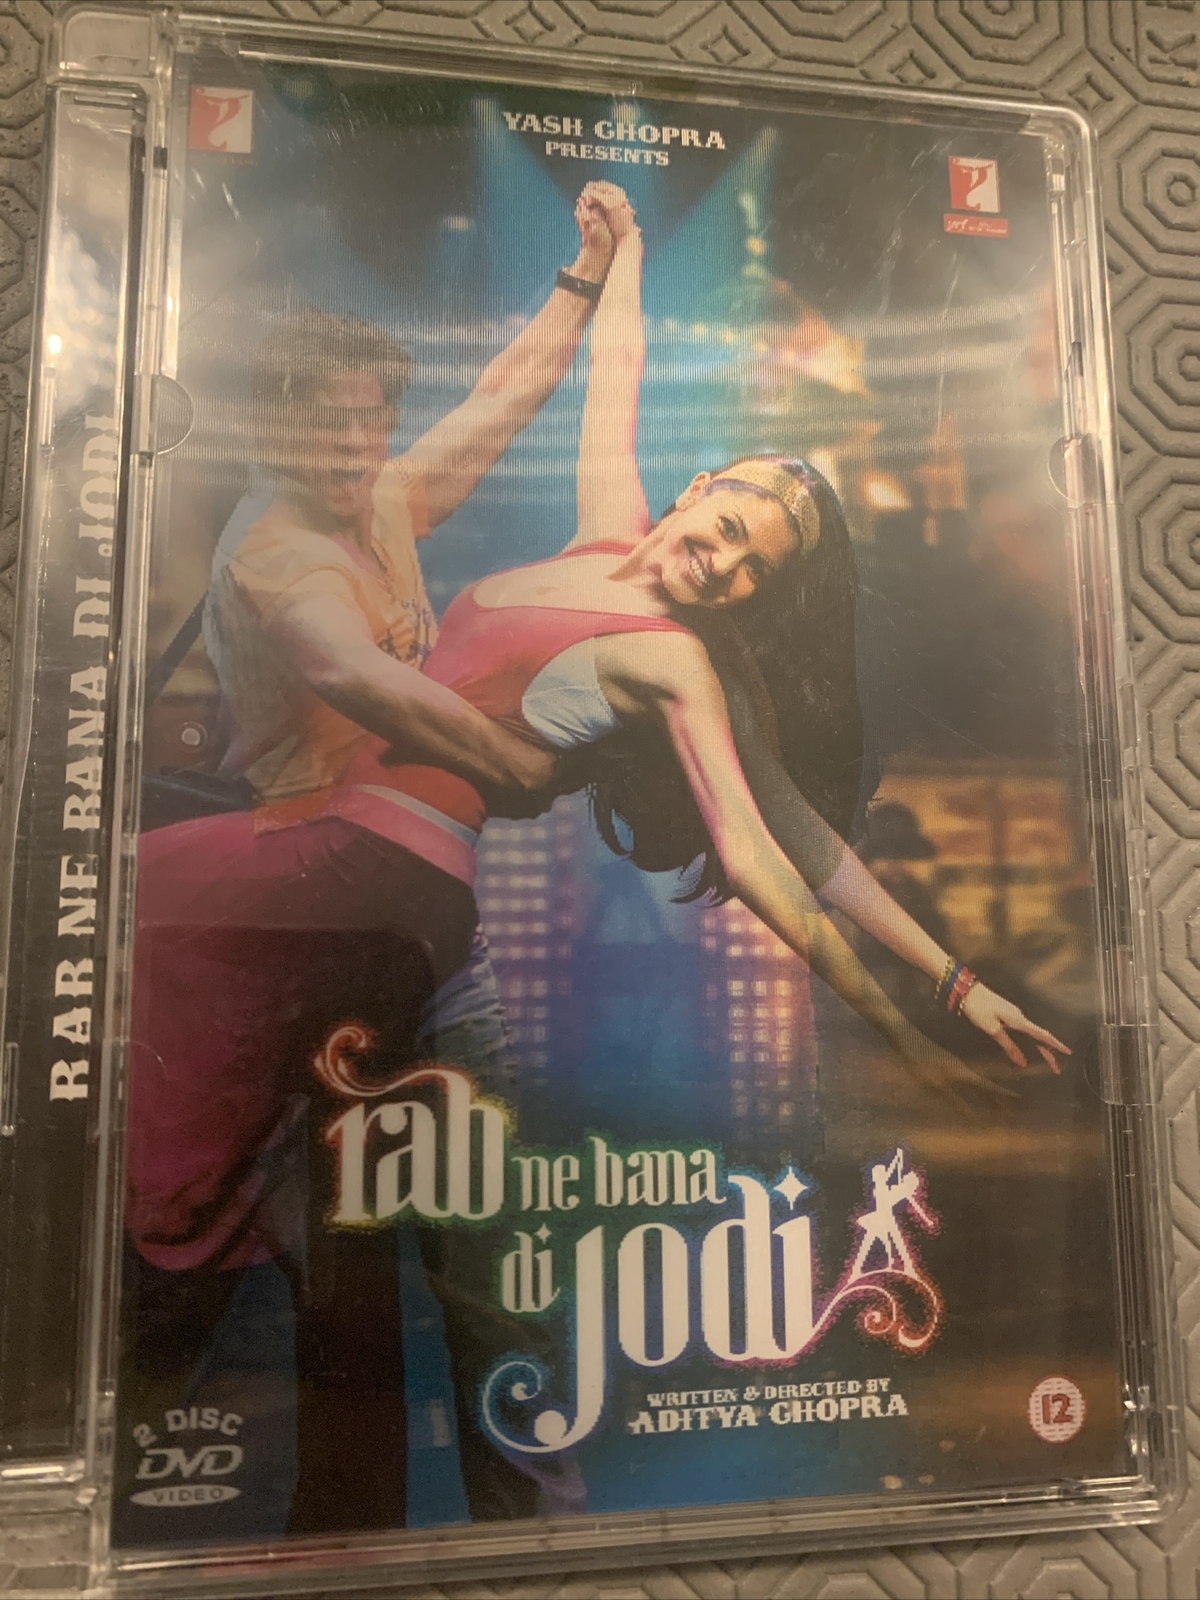 YASH CHOPRA
PRESENTS
RAB NE BANA DI JODI
rab ne bana
di jodi
WRITTEN & DIRECTED BY
ADITYA CHOPRA
12
2 DISC
DVD
VIDEO